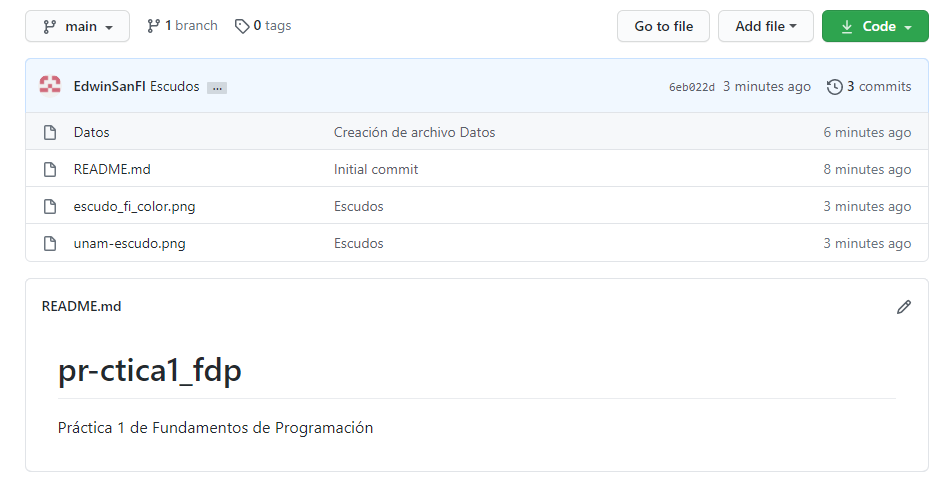 main 1 branch 0 tags Go to file Add file Code
EdwinSanFI Escudos ... 6eb022d 3 minutes ago 3 commits
Datos Creación de archivo Datos 6 minutes ago
README.md Initial commit 8 minutes ago
escudo_fi_color.png Escudos 3 minutes ago
unam-escudo.png Escudos 3 minutes ago
README.md
pr-ctica1_fdp
Práctica 1 de Fundamentos de Programación